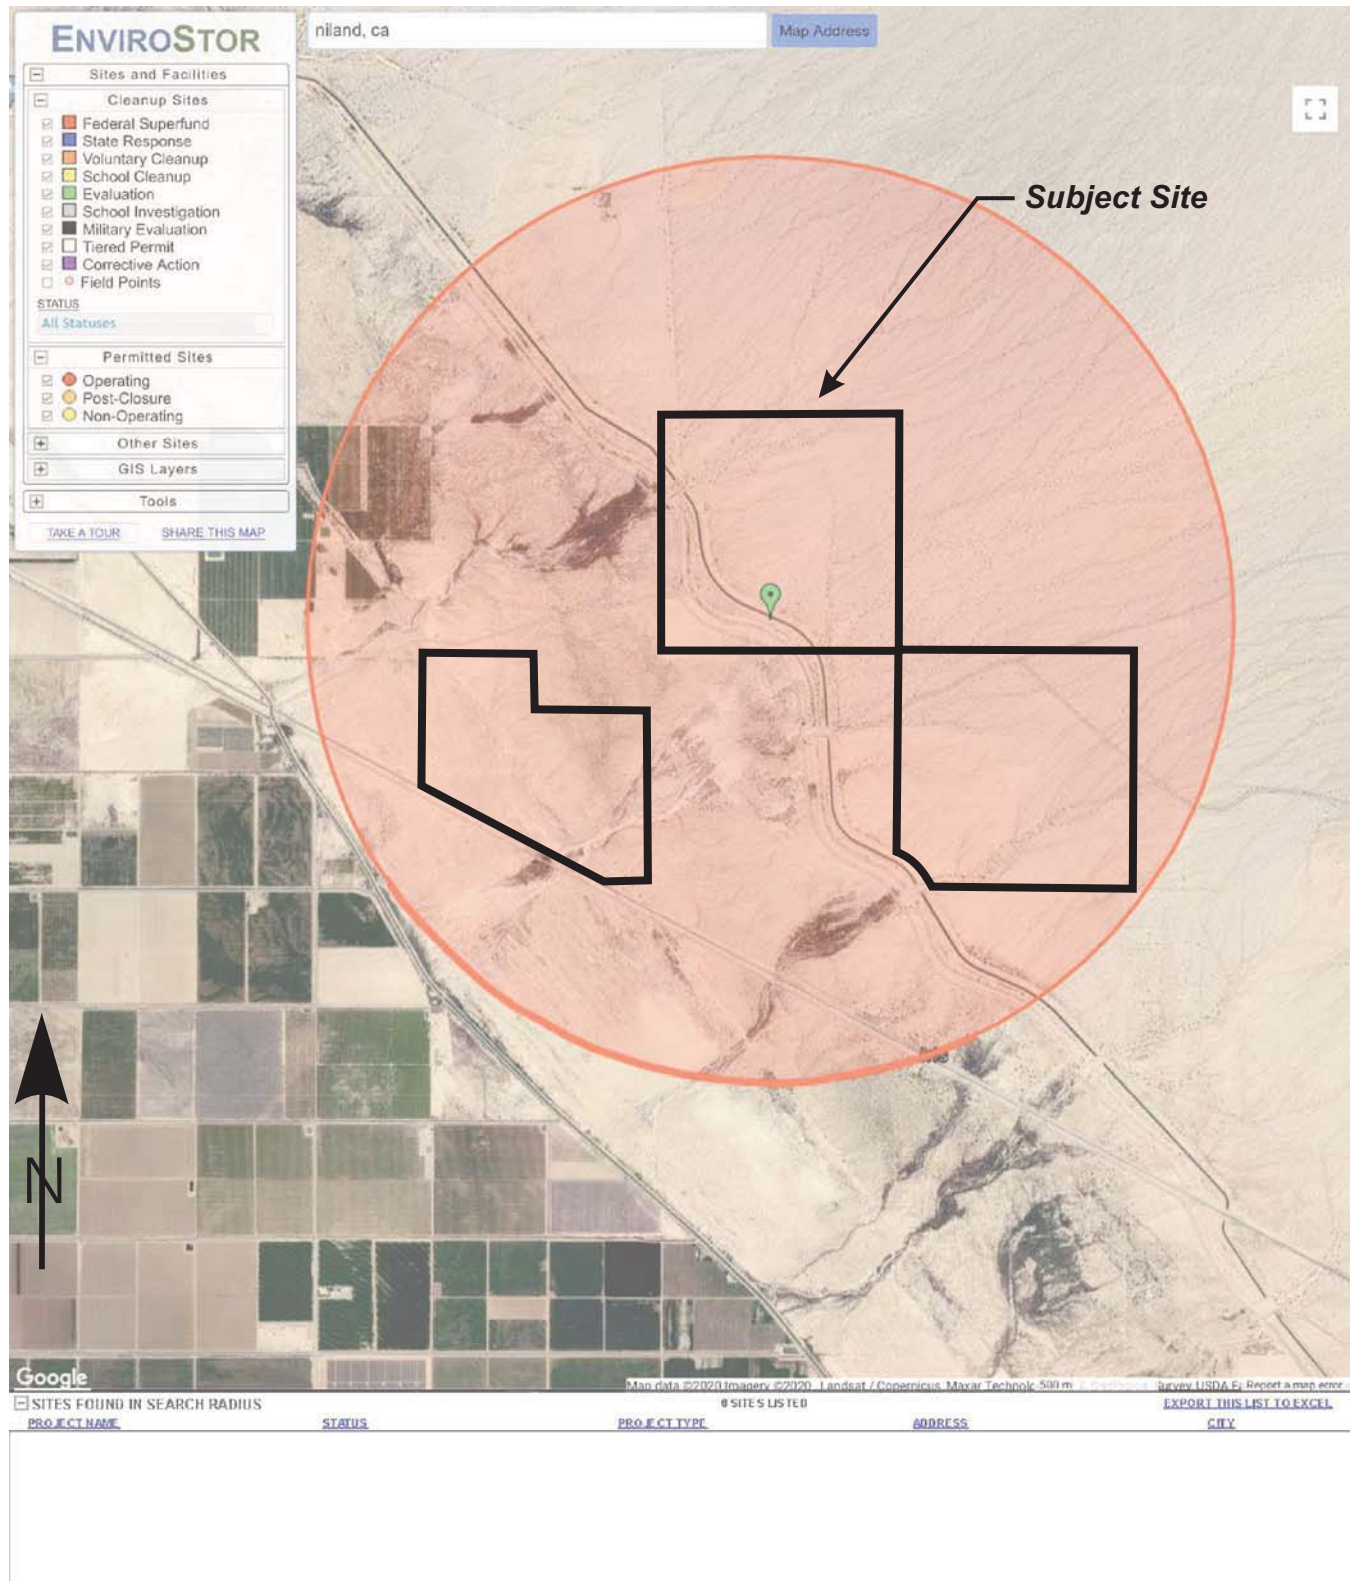 ENVIROSTOR
niland, ca
Map Address
Sites and Facilities
Cleanup Sites
Federal Superfund
State Response
Voluntary Cleanup
School Cleanup
Evaluation
School Investigation
Military Evaluation
Tiered Permit
Corrective Action
Field Points
STATUS
All Statuses
Permitted Sites
Operating
Post-Closure
Non-Operating
Other Sites
GIS Layers
Tools
TAKE A TOUR SHARE THIS MAP
Subject Site
N
Google
Map data ©2020 Imagery ©2020 , Landsat / Copernicus, Maxar Technolc 500 m Survey, USDA Report a map error
SITES FOUND IN SEARCH RADIUS 0 SITES LISTED EXPORT THIS LIST TO EXCEL
PROJECT NAME STATUS PROJECT TYPE ADDRESS CITY